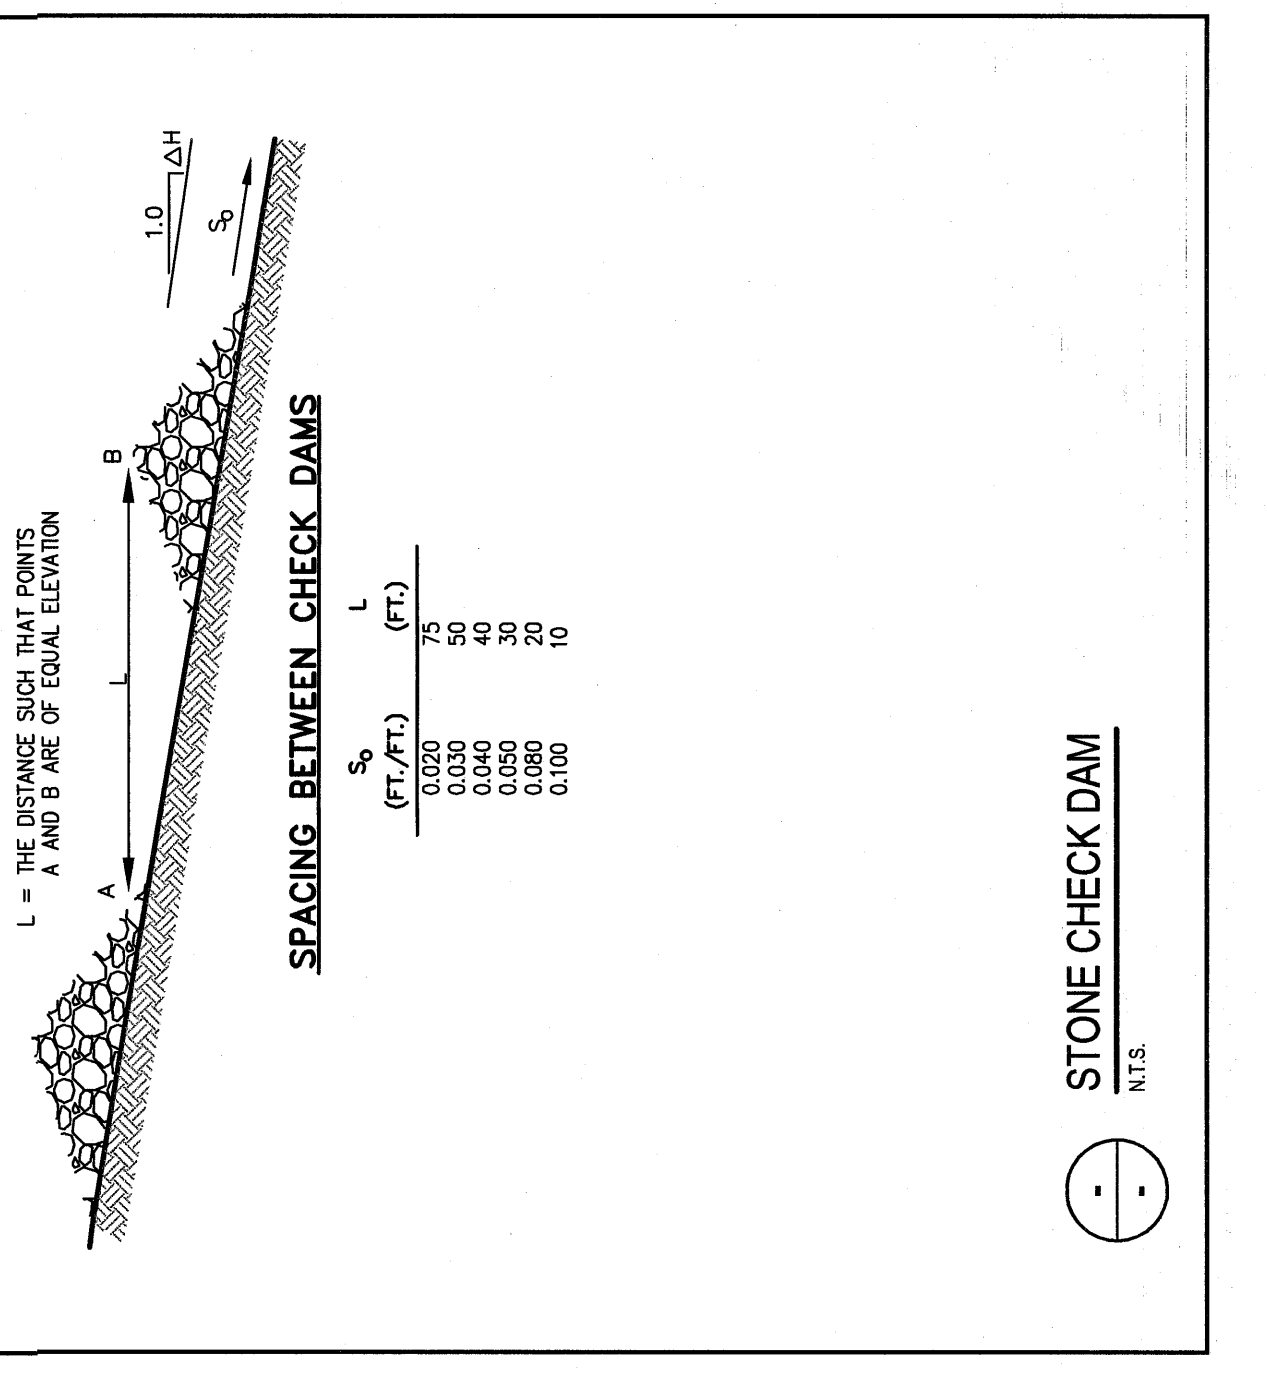 L = THE DISTANCE SUCH THAT POINTS
A AND B ARE OF EQUAL ELEVATION
A
L
B
1.0
ΔH
So
SPACING BETWEEN CHECK DAMS
So L
(FT./FT.) (FT.)
0.020 75
0.030 50
0.040 40
0.050 30
0.080 20
0.100 10
- -
STONE CHECK DAM
N.T.S.